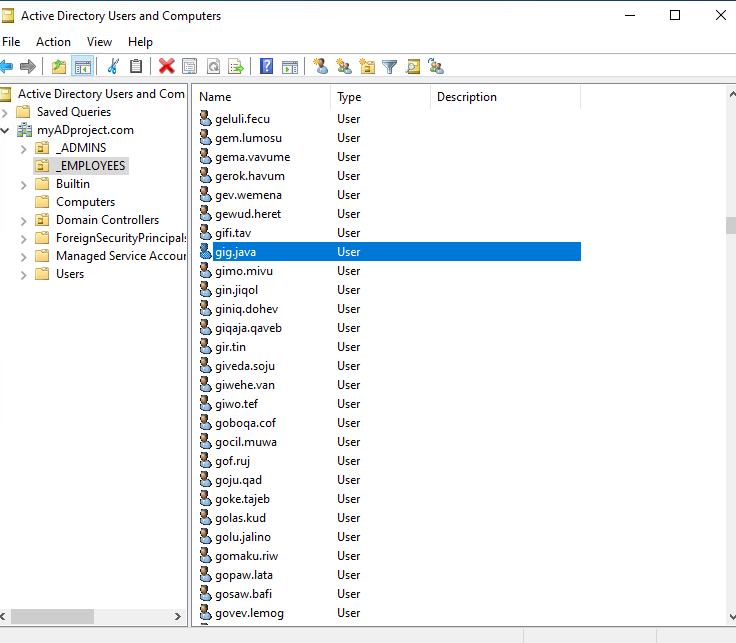 Active Directory Users and Computers
File Action View Help
Active Directory Users and Com
Saved Queries
myADproject.com
_ADMINS
_EMPLOYEES
Builtin
Computers
Domain Controllers
ForeignSecurityPrincipals
Managed Service Accour
Users
Name Type Description
geluli.fecu User
gem.lumosu User
gema.vavume User
gerok.havum User
gev.wemena User
gewud.heret User
gifi.tav User
gig.java User
gimo.mivu User
gin.jiqol User
giniq.dohev User
giqaja.qaveb User
gir.tin User
giveda.soju User
giwehe.van User
giwo.tef User
goboqa.cof User
gocil.muwa User
gof.ruj User
goju.qad User
goke.tajeb User
golas.kud User
golu.jalino User
gomaku.riw User
gopaw.lata User
gosaw.bafi User
govev.lemog User